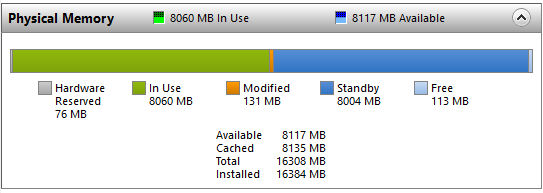 Physical Memory 8060 MB In Use 8117 MB Available
Hardware Reserved 76 MB
In Use 8060 MB
Modified 131 MB
Standby 8004 MB
Free 113 MB
Available 8117 MB
Cached 8135 MB
Total 16308 MB
Installed 16384 MB